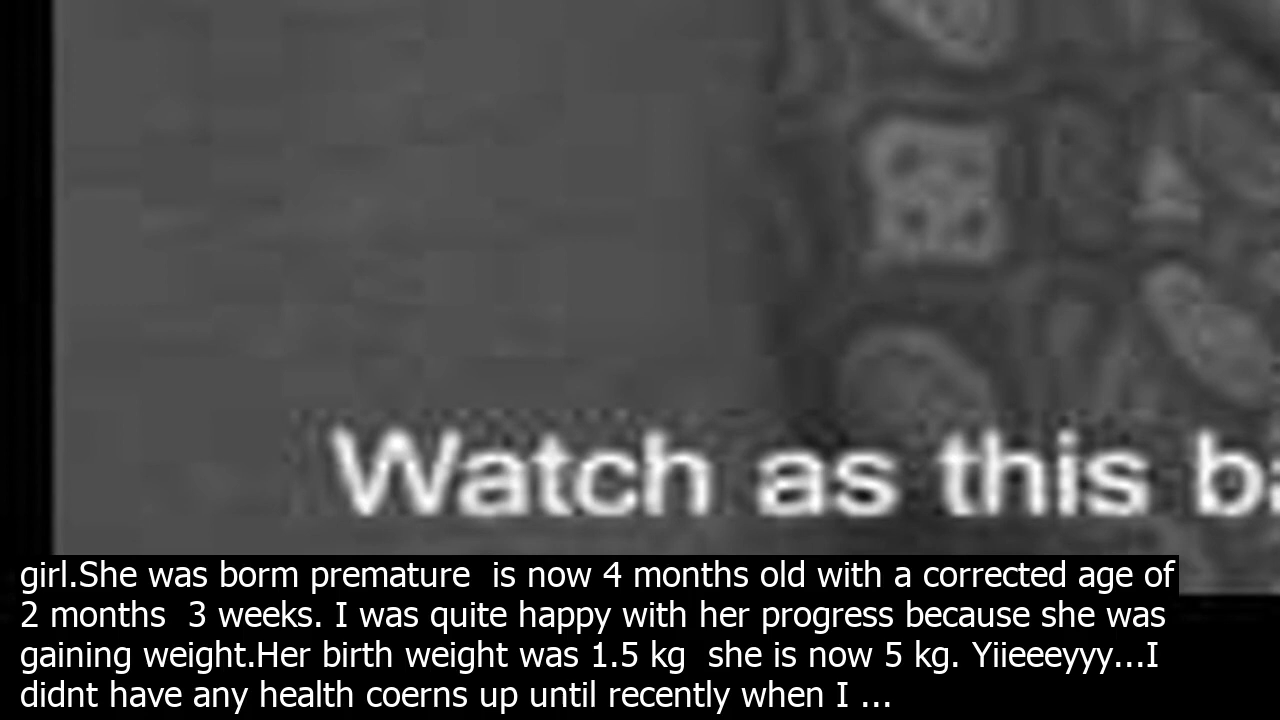 Watch as this
girl.She was borm premature  is now 4 months old with a corrected age of
2 months  3 weeks. I was quite happy with her progress because she was
gaining weight.Her birth weight was 1.5 kg  she is now 5 kg. Yiieeeyyy...I
didnt have any health coerns up until recently when I ...